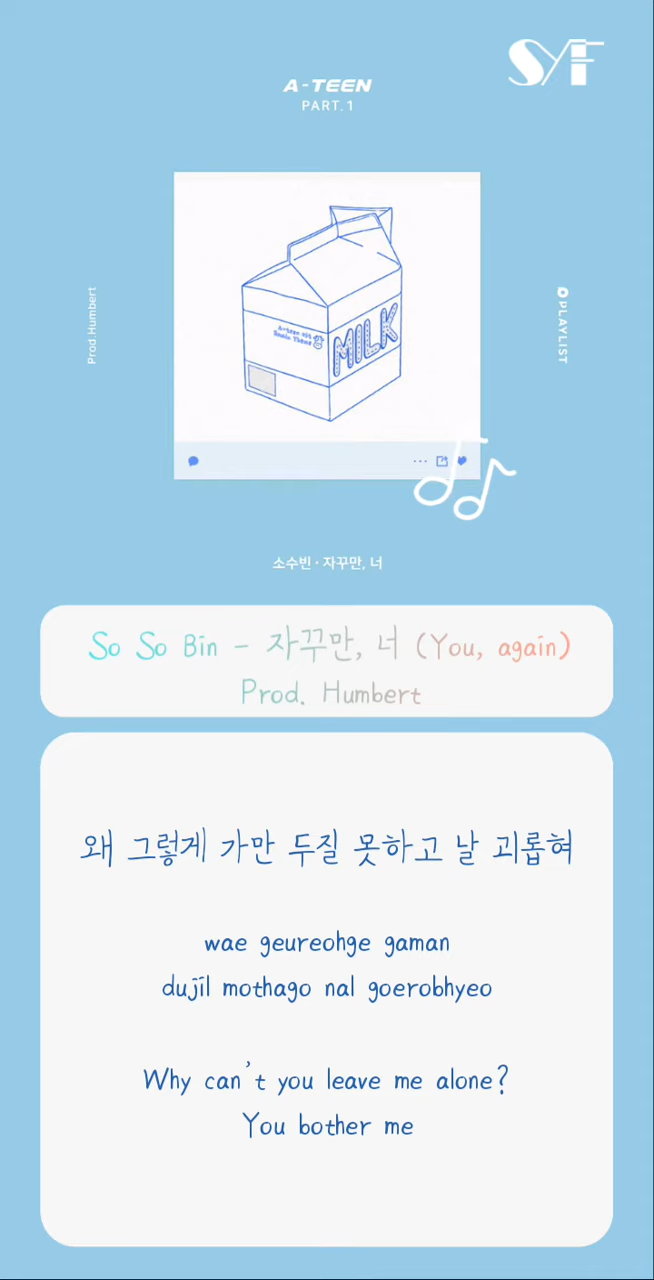 SYF
A-TEEN
PART.1
Prod.Humbert
MILK
PLAYLIST
소수빈 · 자꾸만, 너
So So Bin - 자꾸만, 너 (You, again)
Prod. Humbert
왜 그렇게 가만 두질 못하고 날 괴롭혀
wae geureohge gaman
dujil mothago nal goerobhyeo
Why can't you leave me alone?
You bother me